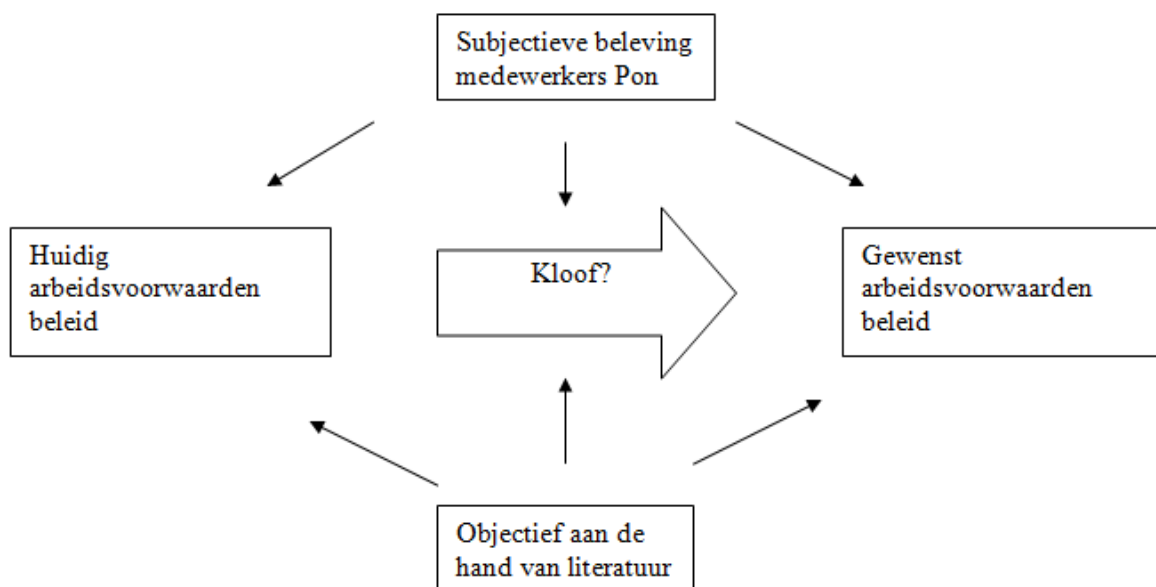 Subjectieve beleving
medewerkers Pon
Huidig
arbeidsvoorwaarden
beleid
Kloof?
Gewenst
arbeidsvoorwaarden
beleid
Objectief aan de
hand van literatuur